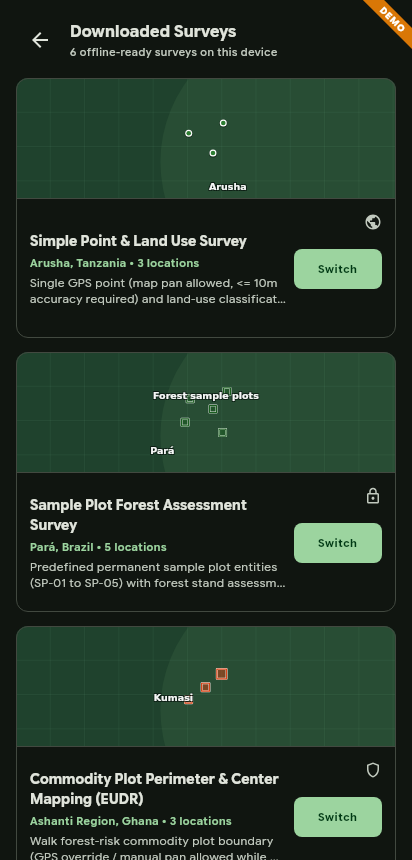 Downloaded Surveys
6 offline-ready surveys on this device
DEMO
Arusha
Simple Point & Land Use Survey
Arusha, Tanzania • 3 locations
Single GPS point (map pan allowed, <= 10m
accuracy required) and land-use classificat...
Switch
Forest sample plots
Pará
Sample Plot Forest Assessment
Survey
Pará, Brazil • 5 locations
Predefined permanent sample plot entities
(SP-01 to SP-05) with forest stand assessm...
Switch
Kumasi
Commodity Plot Perimeter & Center
Mapping (EUDR)
Ashanti Region, Ghana • 3 locations
Walk forest-risk commodity plot boundary
(GPS override / manual pan allowed while ...
Switch